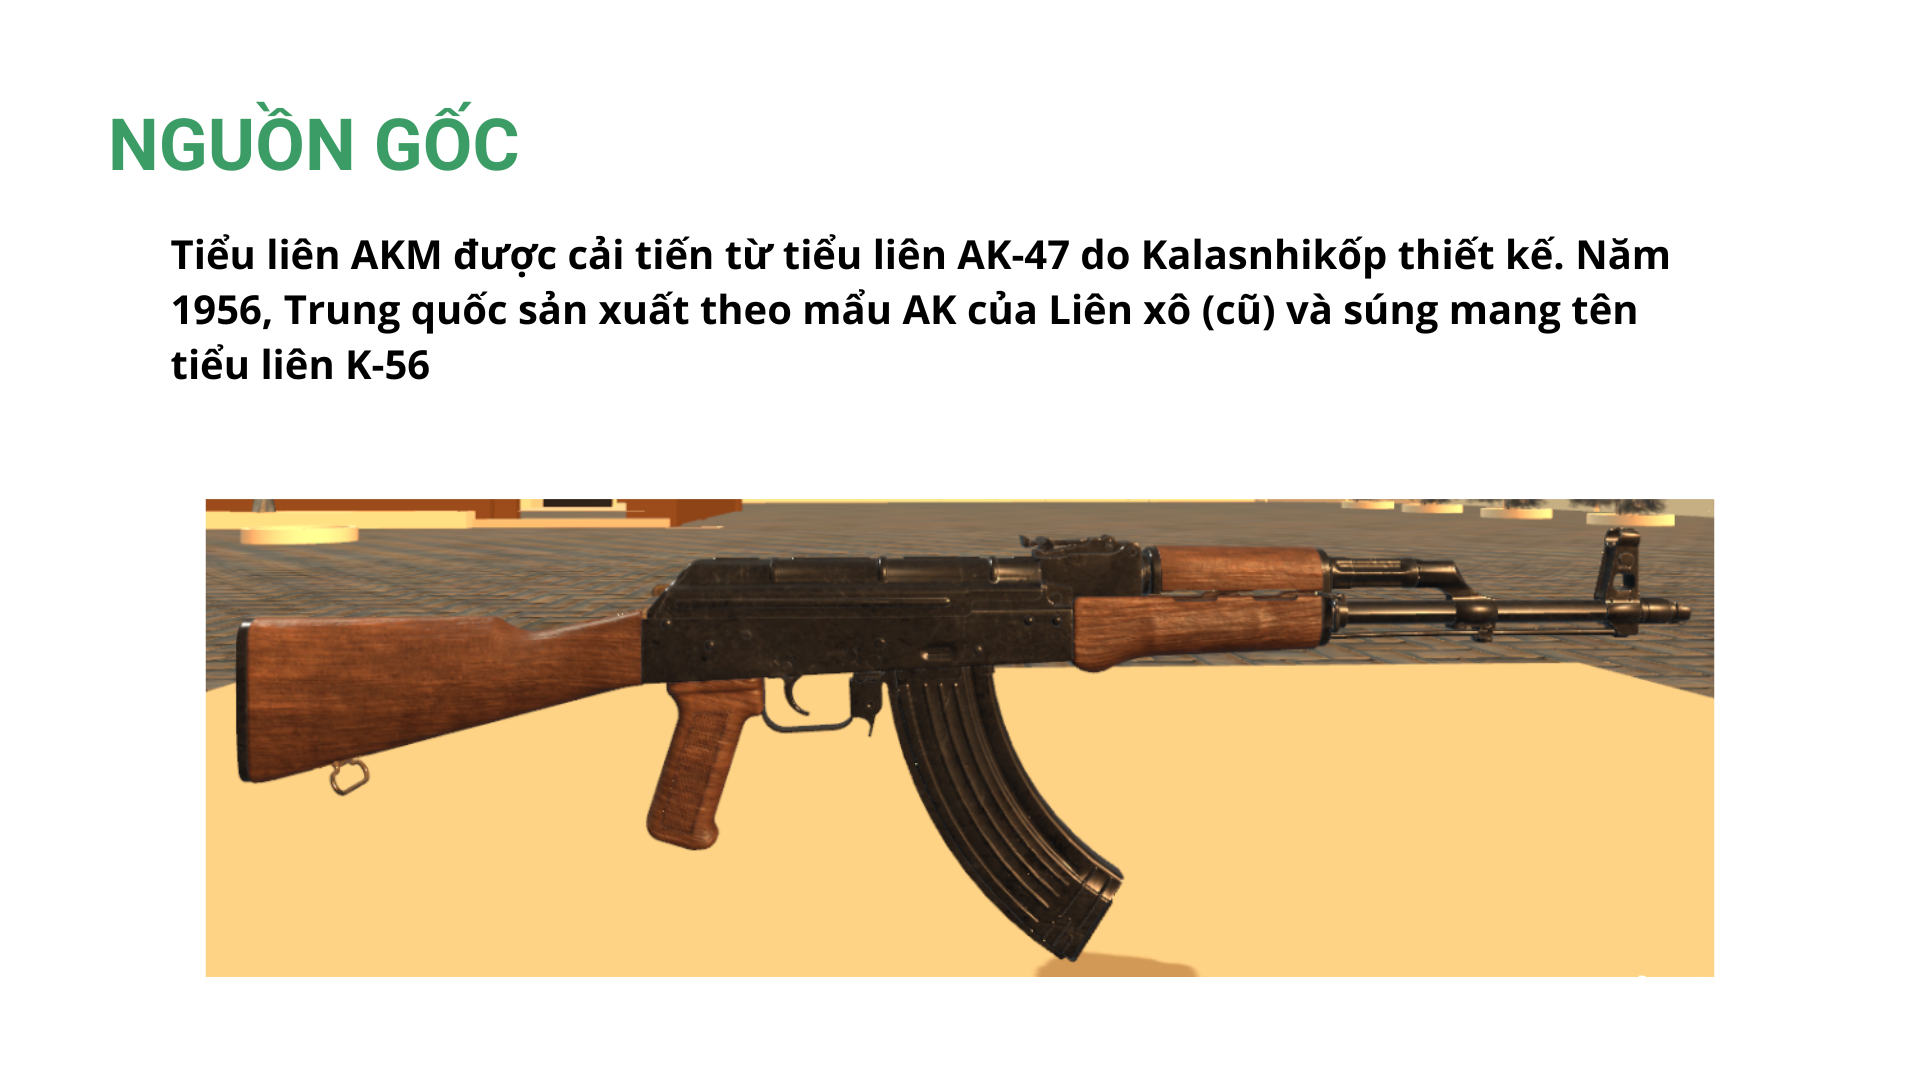 NGUỒN GỐC
Tiểu liên AKM được cải tiến từ tiểu liên AK-47 do Kalasnhikốp thiết kế. Năm
1956, Trung quốc sản xuất theo mẩu AK của Liên xô (cũ) và súng mang tên
tiểu liên K-56